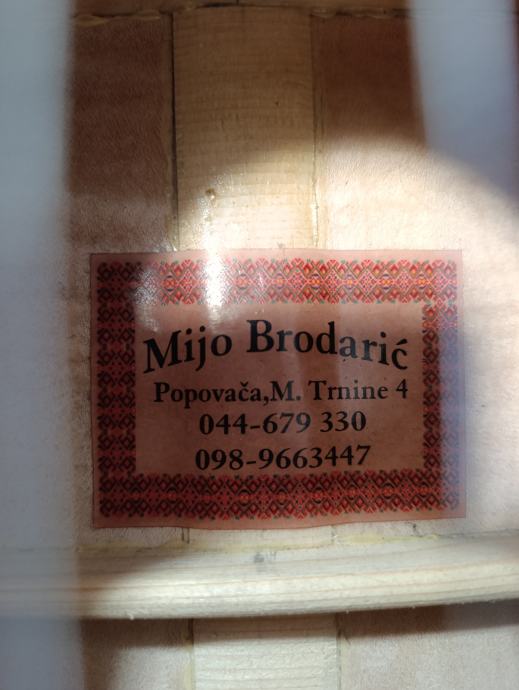 Mijo Brodarić
Popovača,M. Trnine 4
044-679 330
098-9663447